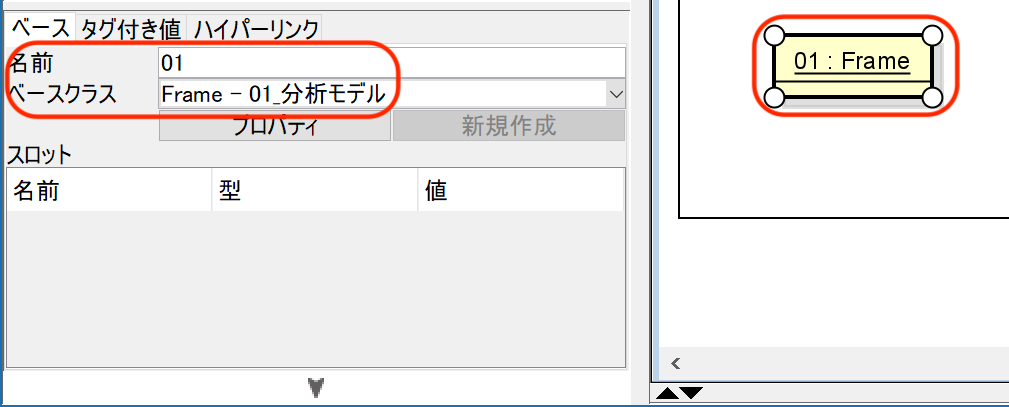 ベース タグ付き値 ハイパーリンク
名前 01
ベースクラス Frame - 01_分析モデル
プロパティ 新規作成
スロット
名前 型 値
01 : Frame